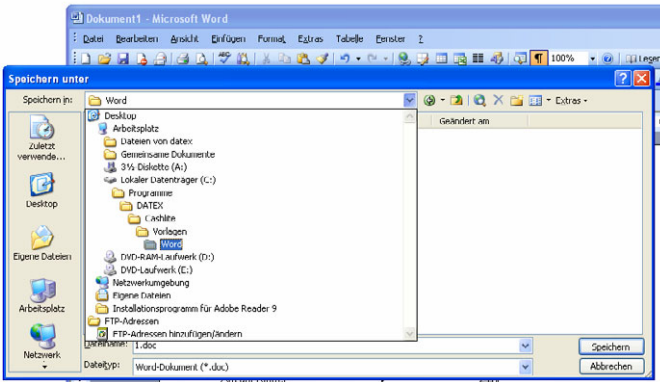 Dokument1 - Microsoft Word
Datei Bearbeiten Ansicht Einfügen Format Extras Tabelle Fenster ?
100% Leser
Speichern unter
Speichern in: Word Extras
Desktop Geändert am
Arbeitsplatz
Dateien von datex
Gemeinsame Dokumente
3½ Diskette (A:)
Lokaler Datenträger (C:)
Programme
DATEX
Cashlite
Vorlagen
Word
DVD-RAM-Laufwerk (D:)
DVD-Laufwerk (E:)
Netzwerkumgebung
Eigene Dateien
Installationsprogramm für Adobe Reader 9
FTP-Adressen
FTP-Adressen hinzufügen/ändern
Zuletzt
verwende...
Desktop
Eigene Dateien
Arbeitsplatz
Netzwerk
Dateiname: 1.doc Speichern
Dateityp: Word-Dokument (*.doc) Abbrechen